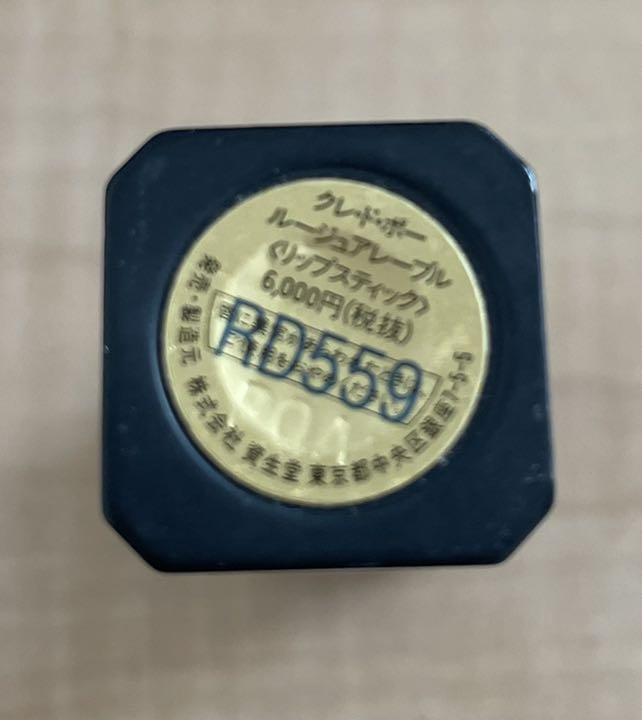 クレ・ド・ポー
ルージュアレーブル
〈リップスティック〉
6,000円(税抜)
RD559
発売・製造元 株式会社 資生堂 東京都中央区銀座7-5-5